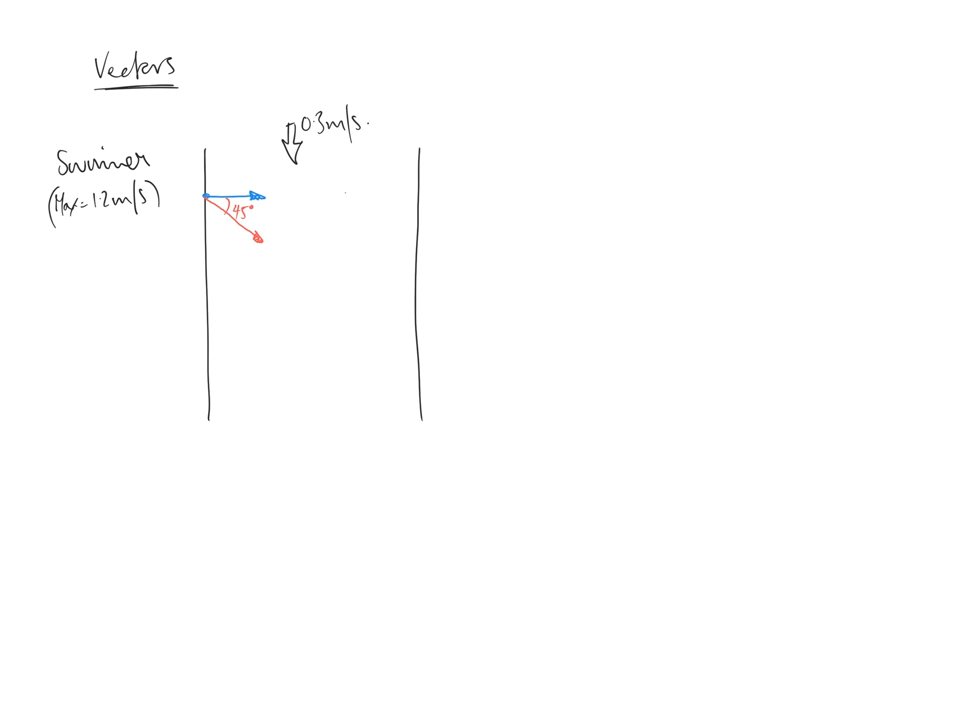 Vectors
0.3m/s.
Swimmer
(Max = 1.2m/s)
45°